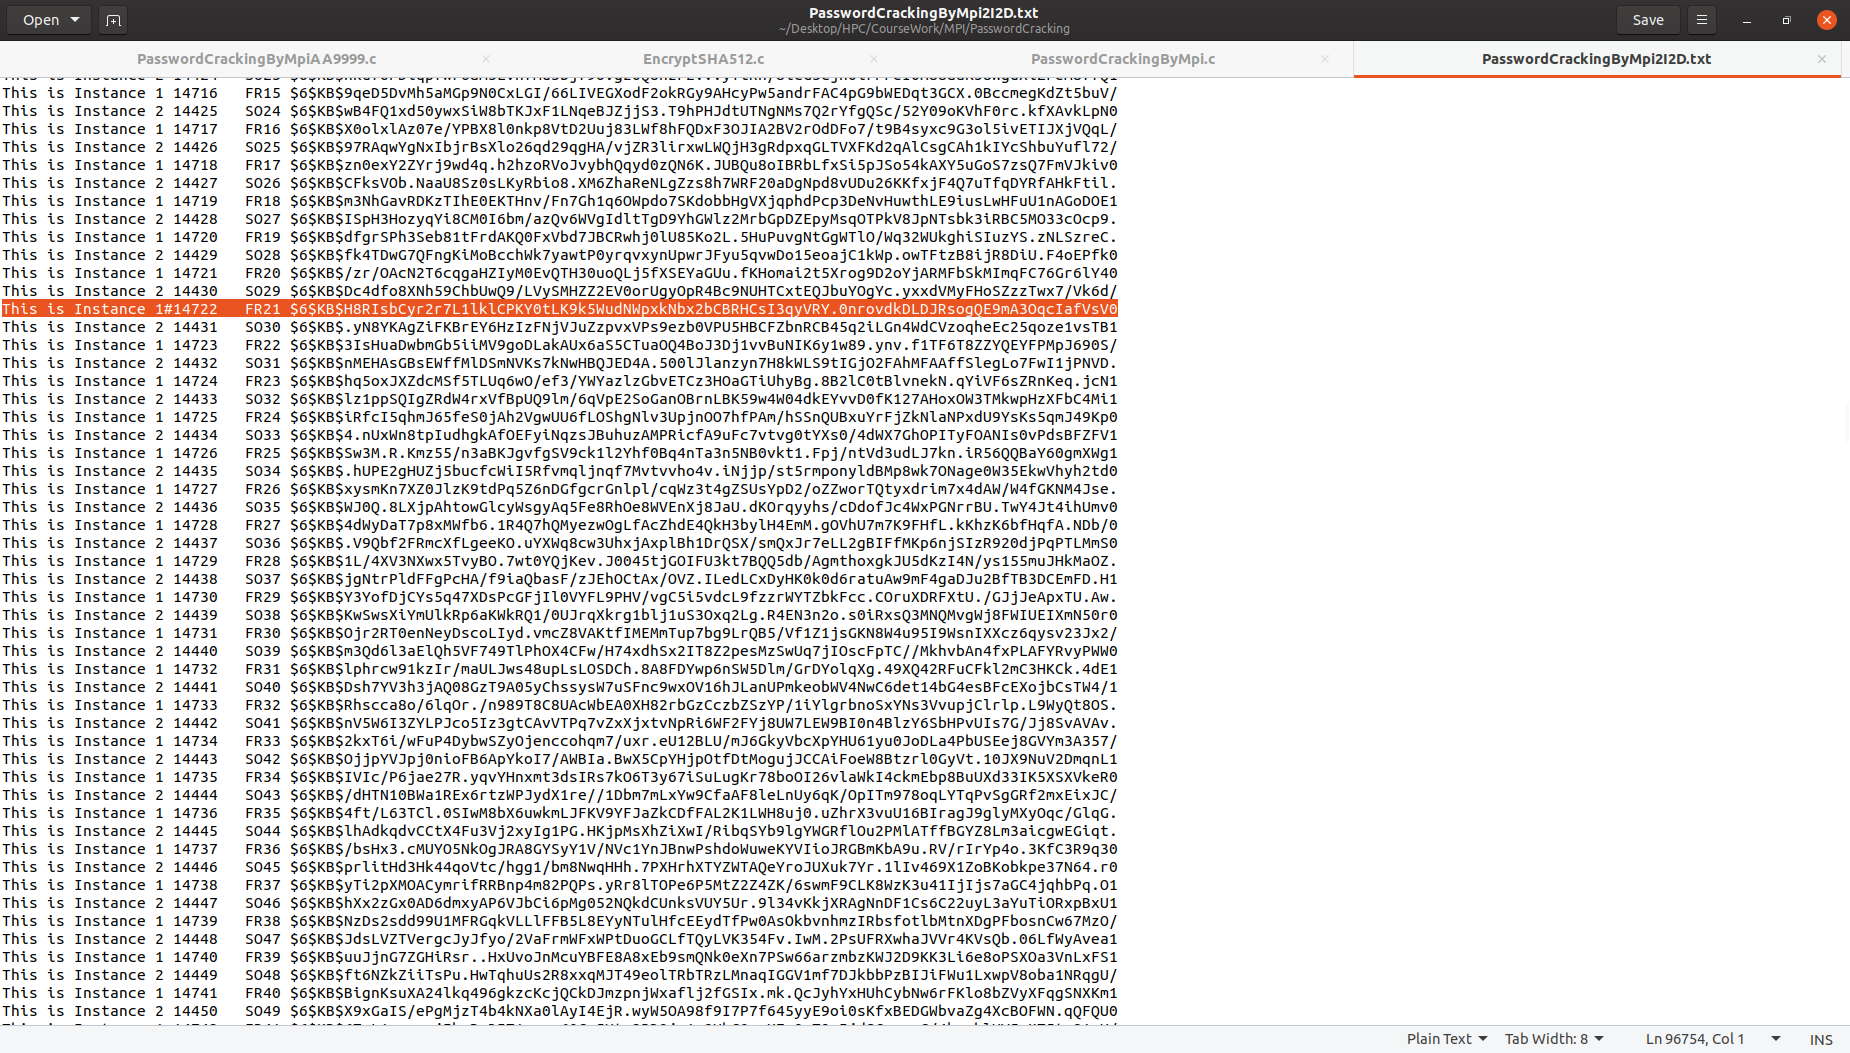 Open
PasswordCrackingByMpi2I2D.txt
~/Desktop/HPC/CourseWork/MPI/PasswordCracking
Save
PasswordCrackingByMpiAA9999.c
EncryptSHA512.c
PasswordCrackingByMpi.c
PasswordCrackingByMpi2I2D.txt
This is Instance 1 14716 FR15 $6$KB$9qeD5DvMh5aMGp9N0CxLGI/66LIVEGXodF2okRGy9AHcyPw5andrFAC4pG9bWEDqt3GCX.0BccmegKdZt5buV/
This is Instance 2 14425 SO24 $6$KB$wB4FQ1xd50ywxSiW8bTKJxF1LNqeBJZjjS3.T9hPHJdtUTNgNMs7Q2rYfgQSc/52Y09oKVhF0rc.kfXAvkLpN0
This is Instance 1 14717 FR16 $6$KB$X0olxlAz07e/YPBX8l0nkp8VtD2Uuj83LWf8hFQDxF3OJIA2BV2rOdDFo7/t9B4syxc9G3ol5ivETIJXjVQqL/
This is Instance 2 14426 SO25 $6$KB$97RAqwYgNxIbjrBsXlo26qd29qgHA/vjZR3lirxwLWQjH3gRdpxqGLTVXFKd2qAlCsgCAh1kIYcShbuYufl72/
This is Instance 1 14718 FR17 $6$KB$zn0exY2ZYrj9wd4q.h2hzoRVoJvybhQqyd0zQN6K.JUBQu8oIBRbLfxSi5pJSo54kAXY5uGoS7zsQ7FmVJkiv0
This is Instance 2 14427 SO26 $6$KB$CFksVOb.NaaU8Sz0sLKyRbio8.XM6ZhaReNLgZzs8h7WRF20aDgNpd8vUDu26KKfxjF4Q7uTfqDYRfAHkFtil.
This is Instance 1 14719 FR18 $6$KB$m3NhGavRDKzTIhE0EKTHnv/Fn7Gh1q6OWpdo7SKdobbHgVXjqphdPcp3DeNvHuwthLE9iusLwHFuU1nAGoDOE1
This is Instance 2 14428 SO27 $6$KB$ISpH3HozyqYi8CM0I6bm/azQv6WVgIdltTgD9YhGWlz2MrbGpDZEpyMsqOTPkV8JpNTsbk3iRBC5MO33cOcp9.
This is Instance 1 14720 FR19 $6$KB$dfgrSPh3Seb81tFrdAKQ0FxVbd7JBCRwhj0lU85Ko2L.5HuPuvgNtGgWTlO/Wq32WUkghiSIuzYS.zNLSzreC.
This is Instance 2 14429 SO28 $6$KB$fk4TDwG7QFngKiMoBcchWk7yawtP0yrqvxynUpwrJFyu5qvwDo15eoajC1kWp.owTFtzB8ijR8DiU.F4oEPfk0
This is Instance 1 14721 FR20 $6$KB$/zr/OAcN2T6cqgaHZIyM0EvQTH30uoQLj5fXSEYaGUu.fKHomai2t5Xrog9D2oYjARMFbSkMImqFC76Gr6lY40
This is Instance 2 14430 SO29 $6$KB$Dc4dfo8XNh59ChbUwQ9/LVySMHZZ2EV0orUgyOpR4Bc9NUHTCxtEQJbuYOgYc.yxxdVMyFHoSZzzTwx7/Vk6d/
This is Instance 1#14722 FR21 $6$KB$H8RIsbCyr2r7L1lklCPKY0tLK9k5WudNWpxkNbx2bCBRHCsI3qyVRY.0nrovdkDLDJRsogQE9mA3OqcIafVsV0
This is Instance 2 14431 SO30 $6$KB$.yN8YKAgZiFKBrEY6HzIzFNjVJuZzpvxVPs9ezb0VPU5HBCFZbnRCB45q2iLGn4WdCVzoqheEc25qoze1vsTB1
This is Instance 1 14723 FR22 $6$KB$3IsHuaDwbmGb5iiMV9goDLakAUx6aS5CTuaOQ4BoJ3Dj1vvBuNIK6y1w89.ynv.f1TF6T8ZZYQEYFPMpJ690S/
This is Instance 2 14432 SO31 $6$KB$nMEHAsGBsEWffMlDSmNVKs7kNwHBQJED4A.500lJlanzyn7H8kWLS9tIGjO2FAhMFAAffSlegLo7FwI1jPNVD.
This is Instance 1 14724 FR23 $6$KB$hq5oxJXZdcMSf5TLUq6wO/ef3/YWYazlzGbvETCz3HOaGTiUhyBg.8B2lC0tBlvnekN.qYiVF6sZRnKeq.jcN1
This is Instance 2 14433 SO32 $6$KB$lz1ppSQIgZRdW4rxVfBpUQ9lm/6qVpE2SoGanOBrnLBK59w4W04dkEYvvD0fK127AHoxOW3TMkwpHzXFbC4Mi1
This is Instance 1 14725 FR24 $6$KB$iRfcI5qhmJ65feS0jAh2VgwUU6fLOShgNlv3UpjnOO7hfPAm/hSSnQUBxuYrFjZkNlaNPxdU9YsKs5qmJ49Kp0
This is Instance 2 14434 SO33 $6$KB$4.nUxWn8tpIudhgkAfOEFyiNqzsJBuhuzAMPRicfA9uFc7vtvg0tYXs0/4dWX7GhOPITyFOANIs0vPdsBFZFV1
This is Instance 1 14726 FR25 $6$KB$Sw3M.R.Kmz55/n3aBKJgvfgSV9ck1l2Yhf0Bq4nTa3n5NB0vkt1.Fpj/ntVd3udLJ7kn.iR56QQBaY60gmXWg1
This is Instance 2 14435 SO34 $6$KB$.hUPE2gHUZj5bucfcWiI5Rfvmqljnqf7Mvtvvho4v.iNjjp/st5rmponyldBMp8wk7ONage0W35EkwVhyh2td0
This is Instance 1 14727 FR26 $6$KB$xysmKn7XZ0JlzK9tdPq5Z6nDGfgcrGnlpl/cqWz3t4gZSUsYpD2/oZZworTQtyxdrim7x4dAW/W4fGKNM4Jse.
This is Instance 2 14436 SO35 $6$KB$WJ0Q.8LXjpAhtowGlcyWsgyAq5Fe8RhOe8WVEnXj8JaU.dKOrqyyhs/cDdofJc4WxPGNrrBU.TwY4Jt4ihUmv0
This is Instance 1 14728 FR27 $6$KB$4dWyDaT7p8xMWfb6.1R4Q7hQMyezwOgLfAcZhdE4QkH3bylH4EmM.gOVhU7m7K9FHfL.kKhzK6bfHqfA.NDb/0
This is Instance 2 14437 SO36 $6$KB$.V9Qbf2FRmcXfLgeeKO.uYXWq8cw3UhxjAxplBh1DrQSX/smQxJr7eLL2gBIFfMKp6njSIzR920djPqPTLMmS0
This is Instance 1 14729 FR28 $6$KB$1L/4XV3NXwx5TvyBO.7wt0YQjKev.J0045tjGOIFU3kt7BQQ5db/AgmthoxgkJU5dKzI4N/ys155muJHkMaOZ.
This is Instance 2 14438 SO37 $6$KB$jgNtrPldFFgPcHA/f9iaQbasF/zJEhOCtAx/OVZ.ILedLCxDyHK0k0d6ratuAw9mF4gaDJu2BfTB3DCEmFD.H1
This is Instance 1 14730 FR29 $6$KB$Y3YofDjCYs5q47XDsPcGFjIl0VYFL9PHV/vgC5i5vdcL9fzzrWYTZbkFcc.COruXDRFXtU./GJjJeApxTU.Aw.
This is Instance 2 14439 SO38 $6$KB$KwSwsXiYmUlkRp6aKWkRQ1/0UJrqXkrg1blj1uS3Oxq2Lg.R4EN3n2o.s0iRxsQ3MNQMvgWj8FWIUEIXmN50r0
This is Instance 1 14731 FR30 $6$KB$Ojr2RT0enNeyDscoLIyd.vmcZ8VAKtfIMEMmTup7bg9LrQB5/Vf1Z1jsGKN8W4u95I9WsnIXXcz6qysv23Jx2/
This is Instance 2 14440 SO39 $6$KB$m3Qd6l3aElQh5VF749TlPhOX4CFw/H74xdhSx2IT8Z2pesMzSwUq7jIOscFpTC//MkhvbAn4fxPLAFYRvyPWW0
This is Instance 1 14732 FR31 $6$KB$lphrcw91kzIr/maULJws48upLsLOSDCh.8A8FDYwp6nSW5Dlm/GrDYolqXg.49XQ42RFuCFkl2mC3HKCk.4dE1
This is Instance 2 14441 SO40 $6$KB$Dsh7YV3h3jAQ08GzT9A05yChssysW7uSFnc9wxOV16hJLanUPmkeobWV4NwC6det14bG4esBFcEXojbCsTW4/1
This is Instance 1 14733 FR32 $6$KB$Rhscca8o/6lqOr./n989T8C8UAcWbEA0XH82rbGzCczbZSzYP/1iYlgrbnoSxYNs3VvupjClrlp.L9WyQt8OS.
This is Instance 2 14442 SO41 $6$KB$nV5W6I3ZYLPJco5Iz3gtCAvVTPq7vZxXjxtvNpRi6WF2FYj8UW7LEW9BI0n4BlzY6SbHPvUIs7G/Jj8SvAVAv.
This is Instance 1 14734 FR33 $6$KB$2kxT6i/wFuP4DybwSZyOjenccohqm7/uxr.eU12BLU/mJ6GkyVbcXpYHU61yu0JoDLa4PbUSEej8GVYm3A357/
This is Instance 2 14443 SO42 $6$KB$OjjpYVJpj0nioFB6ApYkoI7/AWBIa.BwX5CpYHjpOtfDtMogujJCCAiFoeW8Btzrl0GyVt.10JX9NuV2DmqnL1
This is Instance 1 14735 FR34 $6$KB$IVIc/P6jae27R.yqvYHnxmt3dsIRs7kO6T3y67iSuLugKr78boOI26vlaWkI4ckmEbp8BuUXd33IK5XSXVkeR0
This is Instance 2 14444 SO43 $6$KB$/dHTN10BWa1REx6rtzWPJydX1re//1Dbm7mLxYw9CfaAF8leLnUy6qK/OpITm978oqLYTqPvSgGRf2mxEixJC/
This is Instance 1 14736 FR35 $6$KB$4ft/L63TCl.0SIwM8bX6uwkmLJFKV9YFJaZkCDfFAL2K1LWH8uj0.uZhrX3vuU16BIragJ9glyMXyOqc/GlqG.
This is Instance 2 14445 SO44 $6$KB$lhAdkqdvCCtX4Fu3Vj2xyIg1PG.HKjpMsXhZiXwI/RibqSYb9lgYWGRflOu2PMlATffBGYZ8Lm3aicgwEGiqt.
This is Instance 1 14737 FR36 $6$KB$/bsHx3.cMUYO5NkOgJRA8GYSyY1V/NVc1YnJBnwPshdoWuweKYVIioJRGBmKbA9u.RV/rIrYp4o.3KfC3R9q30
This is Instance 2 14446 SO45 $6$KB$prlitHd3Hk44qoVtc/hgg1/bm8NwqHHh.7PXHrhXTYZWTAQeYroJUXuk7Yr.1lIv469X1ZoBKobkpe37N64.r0
This is Instance 1 14738 FR37 $6$KB$yTi2pXMOACymrifRRBnp4m82PQPs.yRr8lTOPe6P5MtZ2Z4ZK/6swmF9CLK8WzK3u41IjIjs7aGC4jqhbPq.O1
This is Instance 2 14447 SO46 $6$KB$hXx2zGx0AD6dmxyAP6VJbCi6pMg052NQkdCUnksVUY5Ur.9l34vKkjXRAgNnDF1Cs6C22uyL3aYuTiORxpBxU1
This is Instance 1 14739 FR38 $6$KB$NzDs2sdd99U1MFRGqkVLLlFFB5L8EYyNTulHfcEEydTfPw0AsOkbvnhmzIRbsfotlbMtnXDgPFbosnCw67MzO/
This is Instance 2 14448 SO47 $6$KB$JdsLVZTVergcJyJfyo/2VaFrmWFxWPtDuoGCLfTQyLVK354Fv.IwM.2PsUFRXwhaJVVr4KVsQb.06LfWyAvea1
This is Instance 1 14740 FR39 $6$KB$uuJjnG7ZGHiRsr..HxUvoJnMcuYBFE8A8xEb9smQNk0eXn7PSw66arzmbzKWJ2D9KK3Li6e8oPSXOa3VnLxFS1
This is Instance 2 14449 SO48 $6$KB$ft6NZkZiiTsPu.HwTqhuUs2R8xxqMJT49eolTRbTRzLMnaqIGGV1mf7DJkbbPzBIJiFWu1LxwpV8oba1NRqgU/
This is Instance 1 14741 FR40 $6$KB$BignKsuXA24lkq496gkzcKcjQCkDJmzpnjWxaflj2fGSIx.mk.QcJyhYxHUhCybNw6rFKlo8bZVyXFqgSNXKm1
This is Instance 2 14450 SO49 $6$KB$X9xGaIS/ePgMjzT4b4kNXa0lAyI4EjR.wyW5OA98f9I7P7f645yyE9oi0sKfxBEDGWbvaZg4XcBOFWN.qQFQU0
Plain Text Tab Width: 8 Ln 96754, Col 1 INS